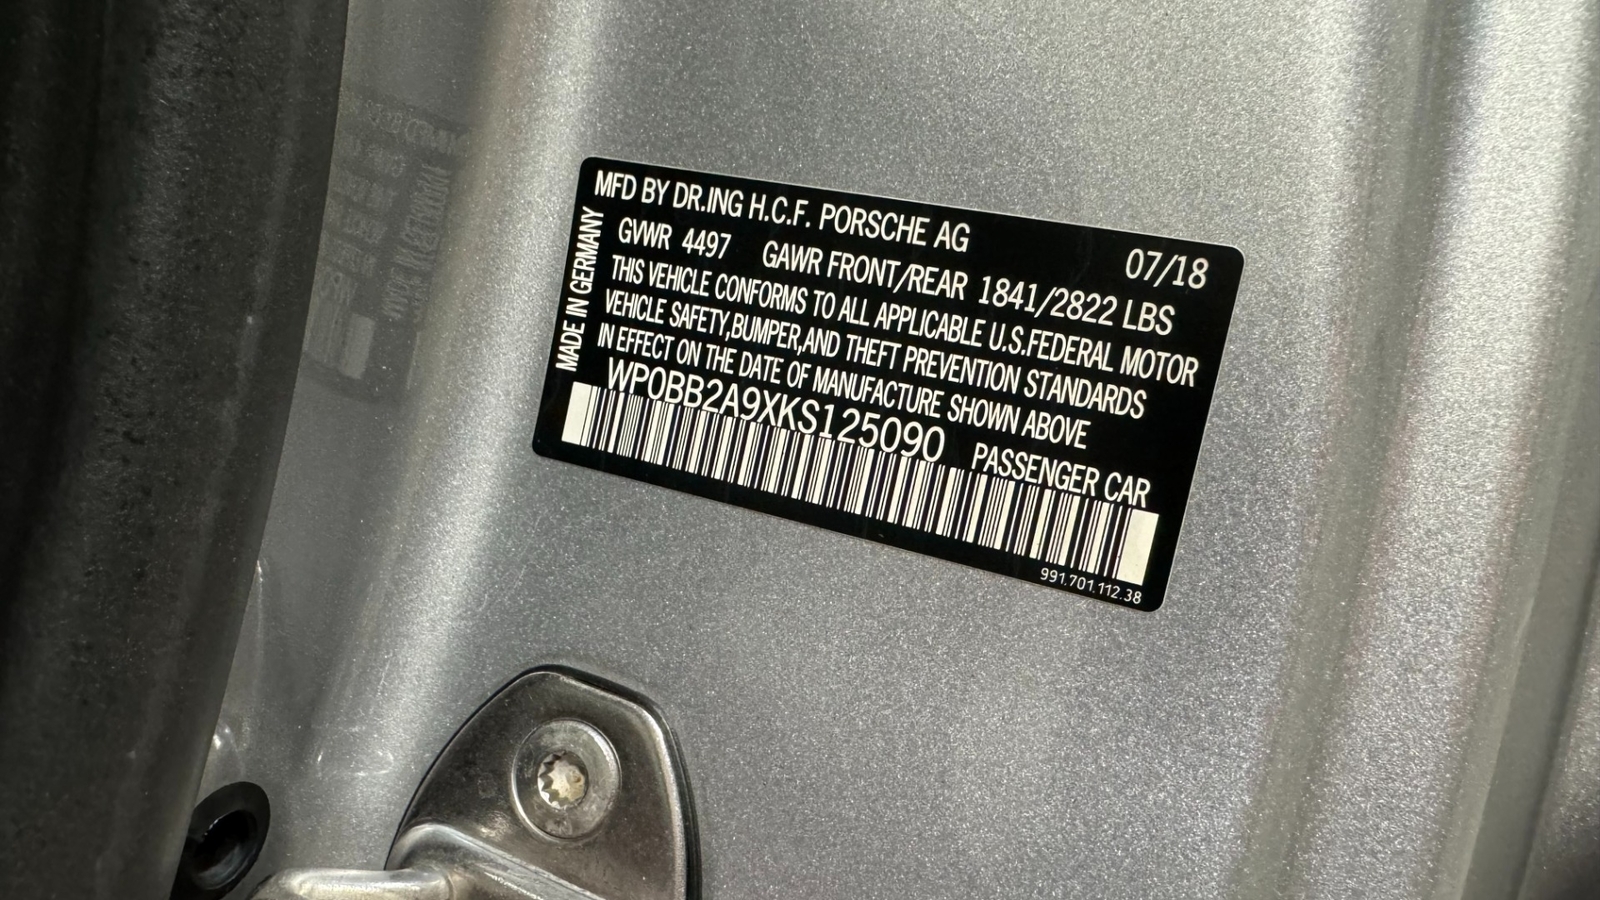 MFD BY DR.ING H.C.F. PORSCHE AG 07/18
GVWR 4497 GAWR FRONT/REAR 1841/2822 LBS
THIS VEHICLE CONFORMS TO ALL APPLICABLE U.S.FEDERAL MOTOR
VEHICLE SAFETY,BUMPER,AND THEFT PREVENTION STANDARDS
IN EFFECT ON THE DATE OF MANUFACTURE SHOWN ABOVE
WP0BB2A9XKS125090 PASSENGER CAR
991.701.112.38
MADE IN GERMANY